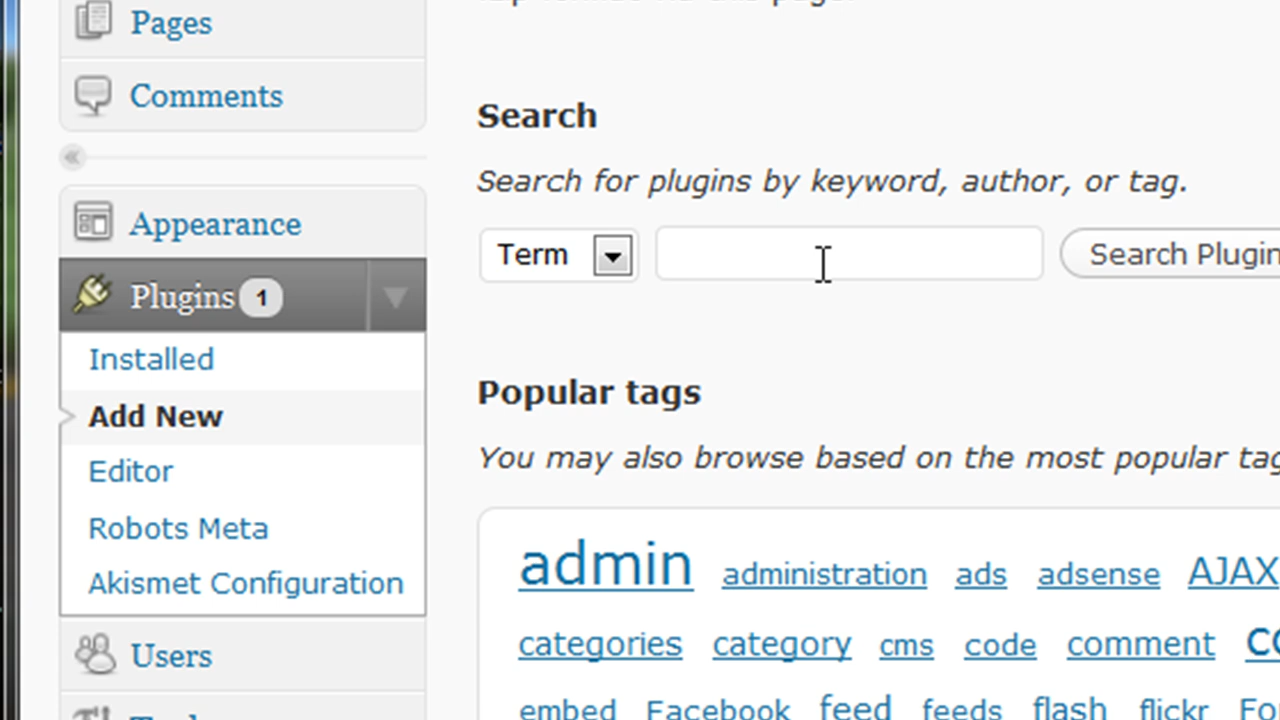 Pages
Comments
Appearance
Plugins 1
Installed
Add New
Editor
Robots Meta
Akismet Configuration
Users
Search
Search for plugins by keyword, author, or tag.
Term
Search Plugin
Popular tags
You may also browse based on the most popular tag
admin administration ads adsense AJAX
categories category cms code comment
embed Facebook feed feeds flash flickr